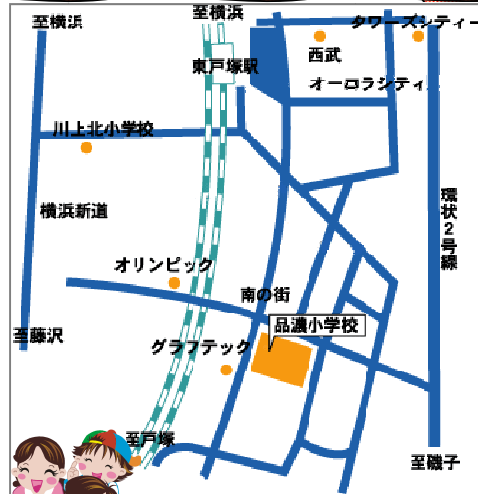 至横浜
至横浜
タワーズシティー
西武
東戸塚駅
オーロラシティ
川上北小学校
環状2号線
横浜新道
オリンピック
南の街
品濃小学校
至藤沢
グラフテック
至戸塚
至磯子